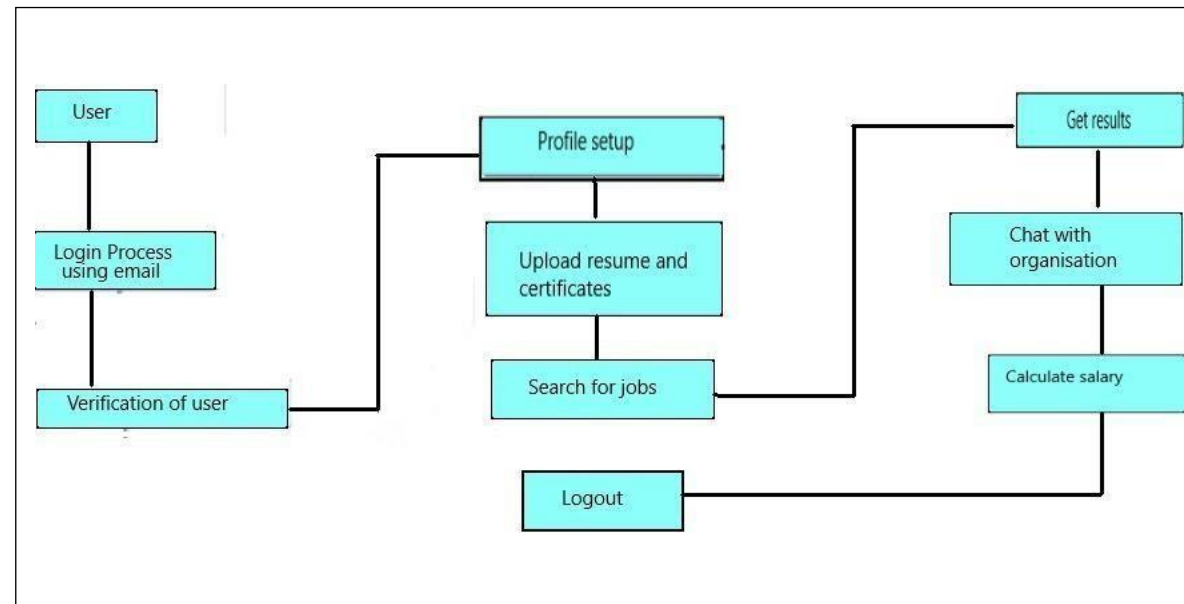 User
Login Process
using email
Verification of user
Profile setup
Upload resume and
certificates
Search for jobs
Get results
Chat with
organisation
Calculate salary
Logout